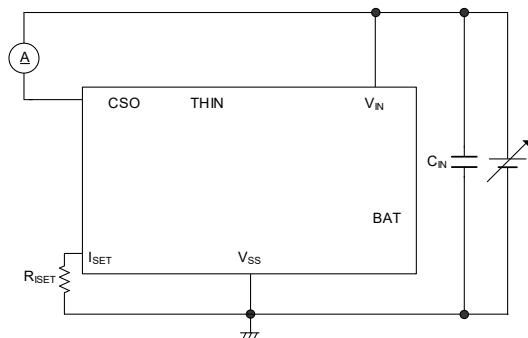 A
CSO THIN VIN
CIN
BAT
ISET VSS
RISET